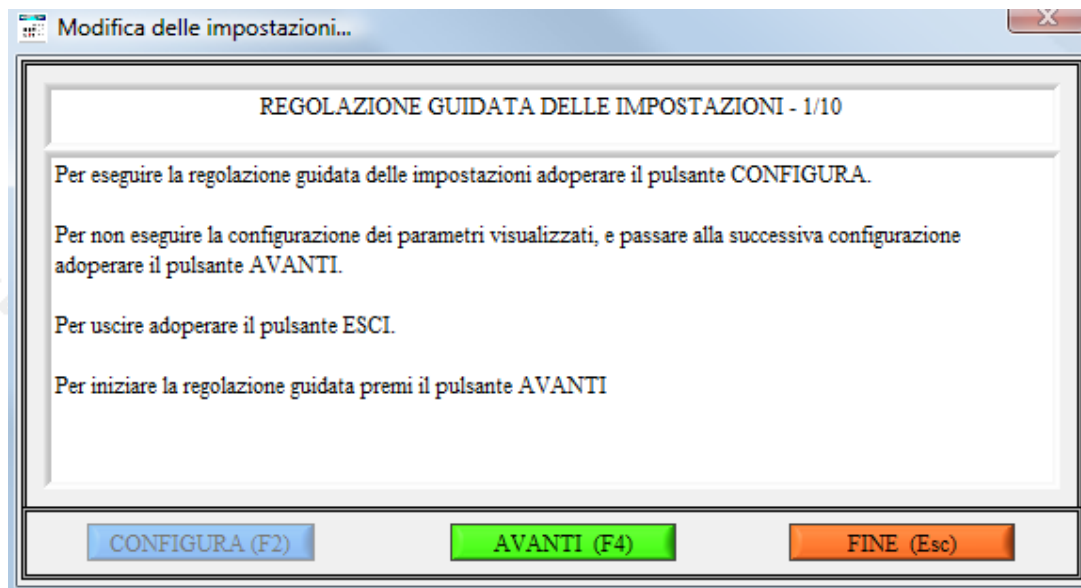 Modifica delle impostazioni...
REGOLAZIONE GUIDATA DELLE IMPOSTAZIONI - 1/10
Per eseguire la regolazione guidata delle impostazioni adoperare il pulsante CONFIGURA.
Per non eseguire la configurazione dei parametri visualizzati, e passare alla successiva configurazione
adoperare il pulsante AVANTI.
Per uscire adoperare il pulsante ESCI.
Per iniziare la regolazione guidata premi il pulsante AVANTI
CONFIGURA (F2)
AVANTI (F4)
FINE (Esc)